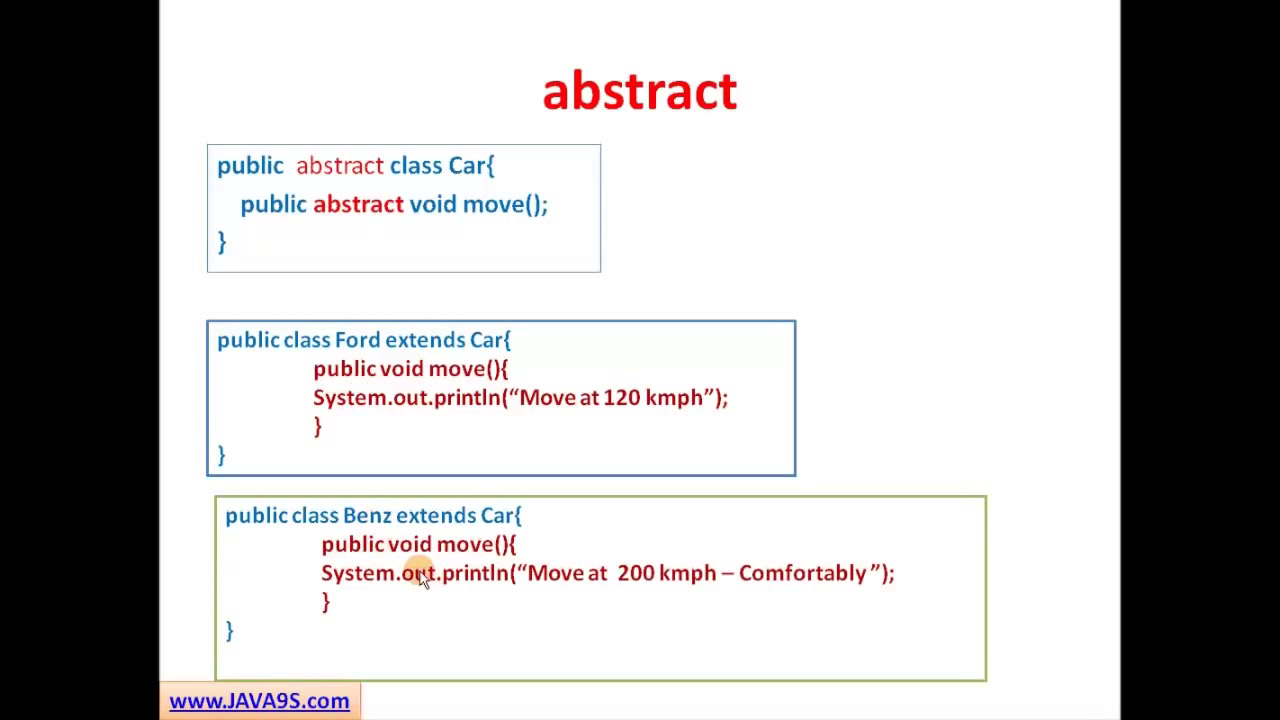 abstract
public abstract class Car{
public abstract void move();
}
public class Ford extends Car{
public void move(){
System.out.println(“Move at 120 kmph”);
}
}
public class Benz extends Car{
public void move(){
System.out.println(“Move at 200 kmph – Comfortably ”);
}
}
www.JAVA9S.com